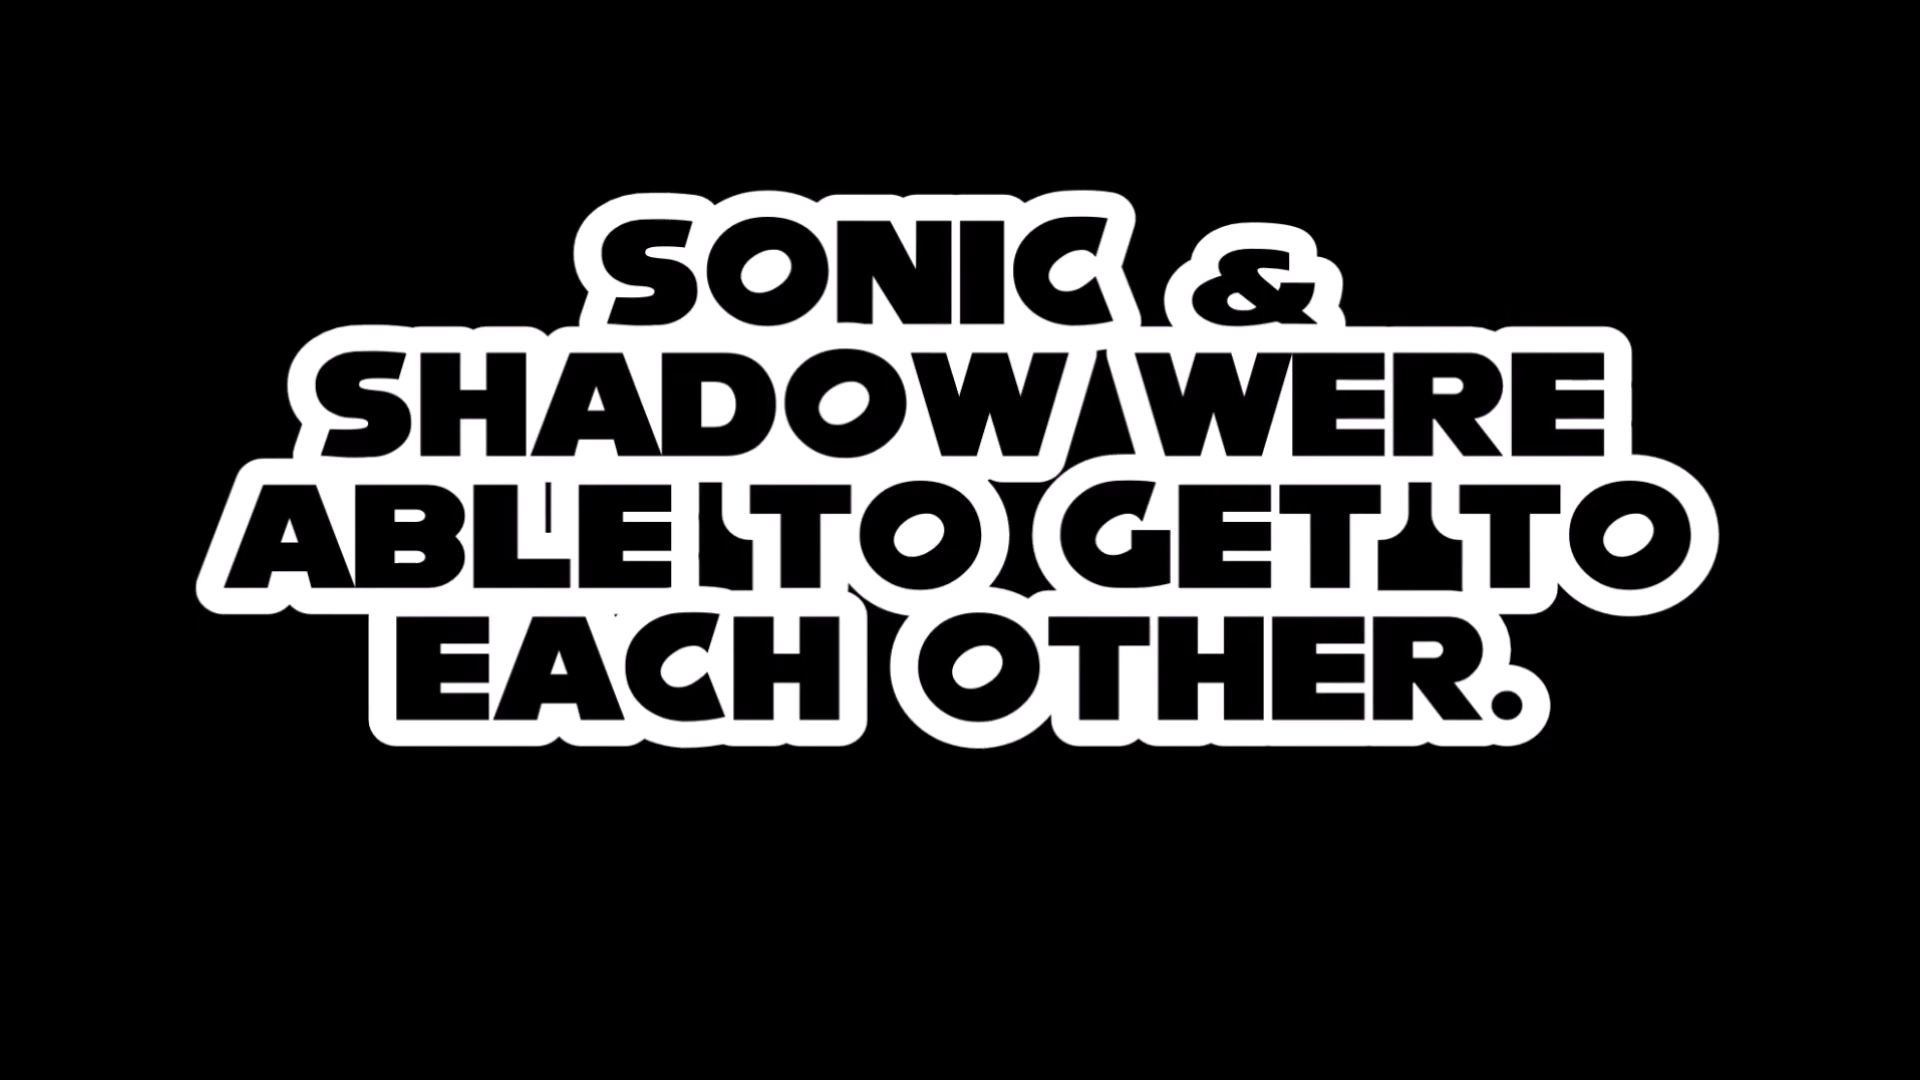 SONIC &
SHADOW WERE
ABLE TO GET TO
EACH OTHER.